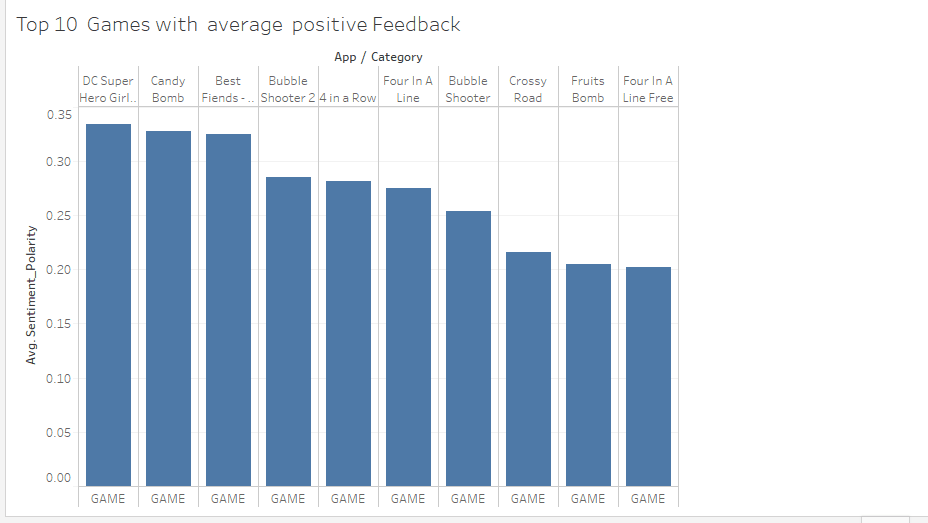 Top 10 Games with average positive Feedback
App / Category
DC Super Hero Girl.. Candy Bomb Best Fiends - .. Bubble Shooter 2 4 in a Row Four In A Line Bubble Shooter Crossy Road Fruits Bomb Four In A Line Free
Avg. Sentiment_Polarity
0.35
0.30
0.25
0.20
0.15
0.10
0.05
0.00
GAME GAME GAME GAME GAME GAME GAME GAME GAME GAME